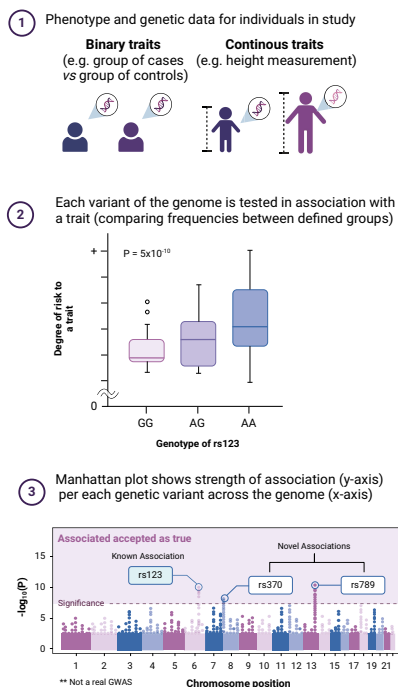 1 Phenotype and genetic data for individuals in study
Binary traits
(e.g. group of cases
vs group of controls)
Continous traits
(e.g. height measurement)
2 Each variant of the genome is tested in association with
a trait (comparing frequencies between defined groups)
P = 5x10⁻¹⁰
+
Degree of risk to
a trait
0
GG AG AA
Genotype of rs123
3 Manhattan plot shows strength of association (y-axis)
per each genetic variant across the genome (x-axis)
Associated accepted as true
Known Association
Novel Associations
rs123
rs370
rs789
Significance
-log₁₀(P)
15
10
5
0
1 2 3 4 5 6 7 8 9 10 11 12 13 15 17 19 21
** Not a real GWAS
Chromosome position